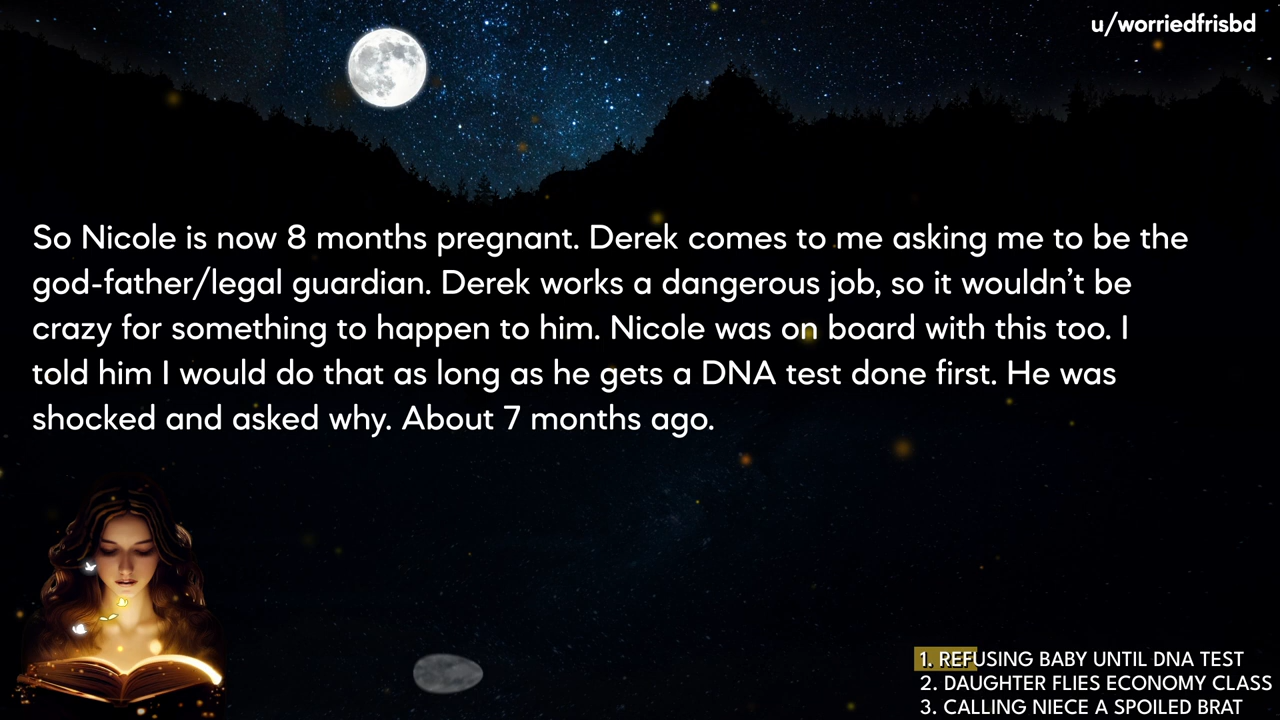 u/worriedfrisbd
So Nicole is now 8 months pregnant. Derek comes to me asking me to be the
god-father/legal guardian. Derek works a dangerous job, so it wouldn't be
crazy for something to happen to him. Nicole was on board with this too. I
told him I would do that as long as he gets a DNA test done first. He was
shocked and asked why. About 7 months ago.
1. REFUSING BABY UNTIL DNA TEST
2. DAUGHTER FLIES ECONOMY CLASS
3. CALLING NIECE A SPOILED BRAT